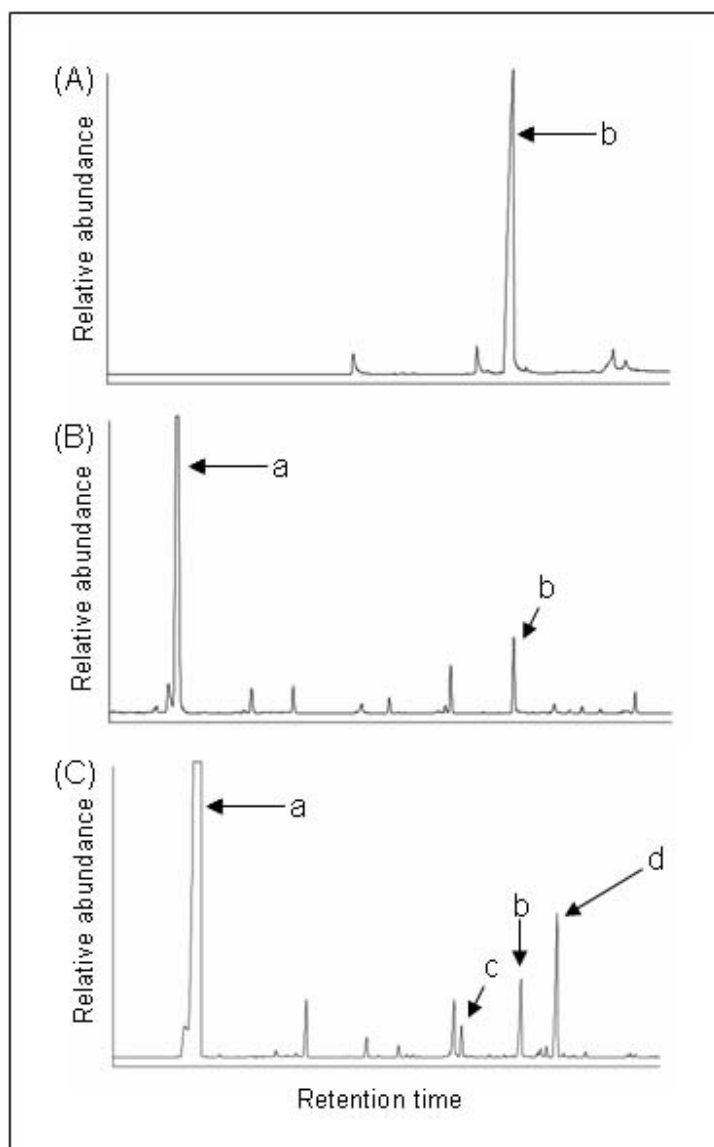 (A)
Relative abundance
b
(B)
Relative abundance
a
b
(C)
Relative abundance
a
d
b
c
Retention time